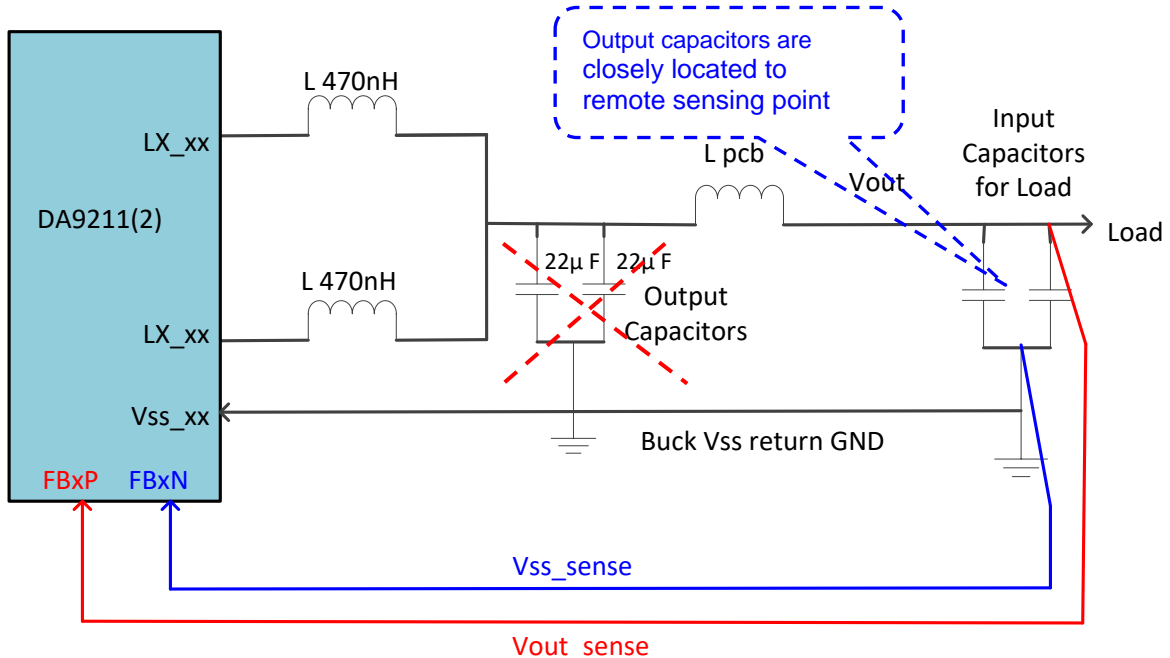 Output capacitors are
closely located to
remote sensing point
L 470nH
LX_xx
L pcb
Vout
Input
Capacitors
for Load
DA9211(2)
Load
22µ F 22µ F
L 470nH
Output
Capacitors
LX_xx
Vss_xx
Buck Vss return GND
FBxP FBxN
Vss_sense
Vout_sense